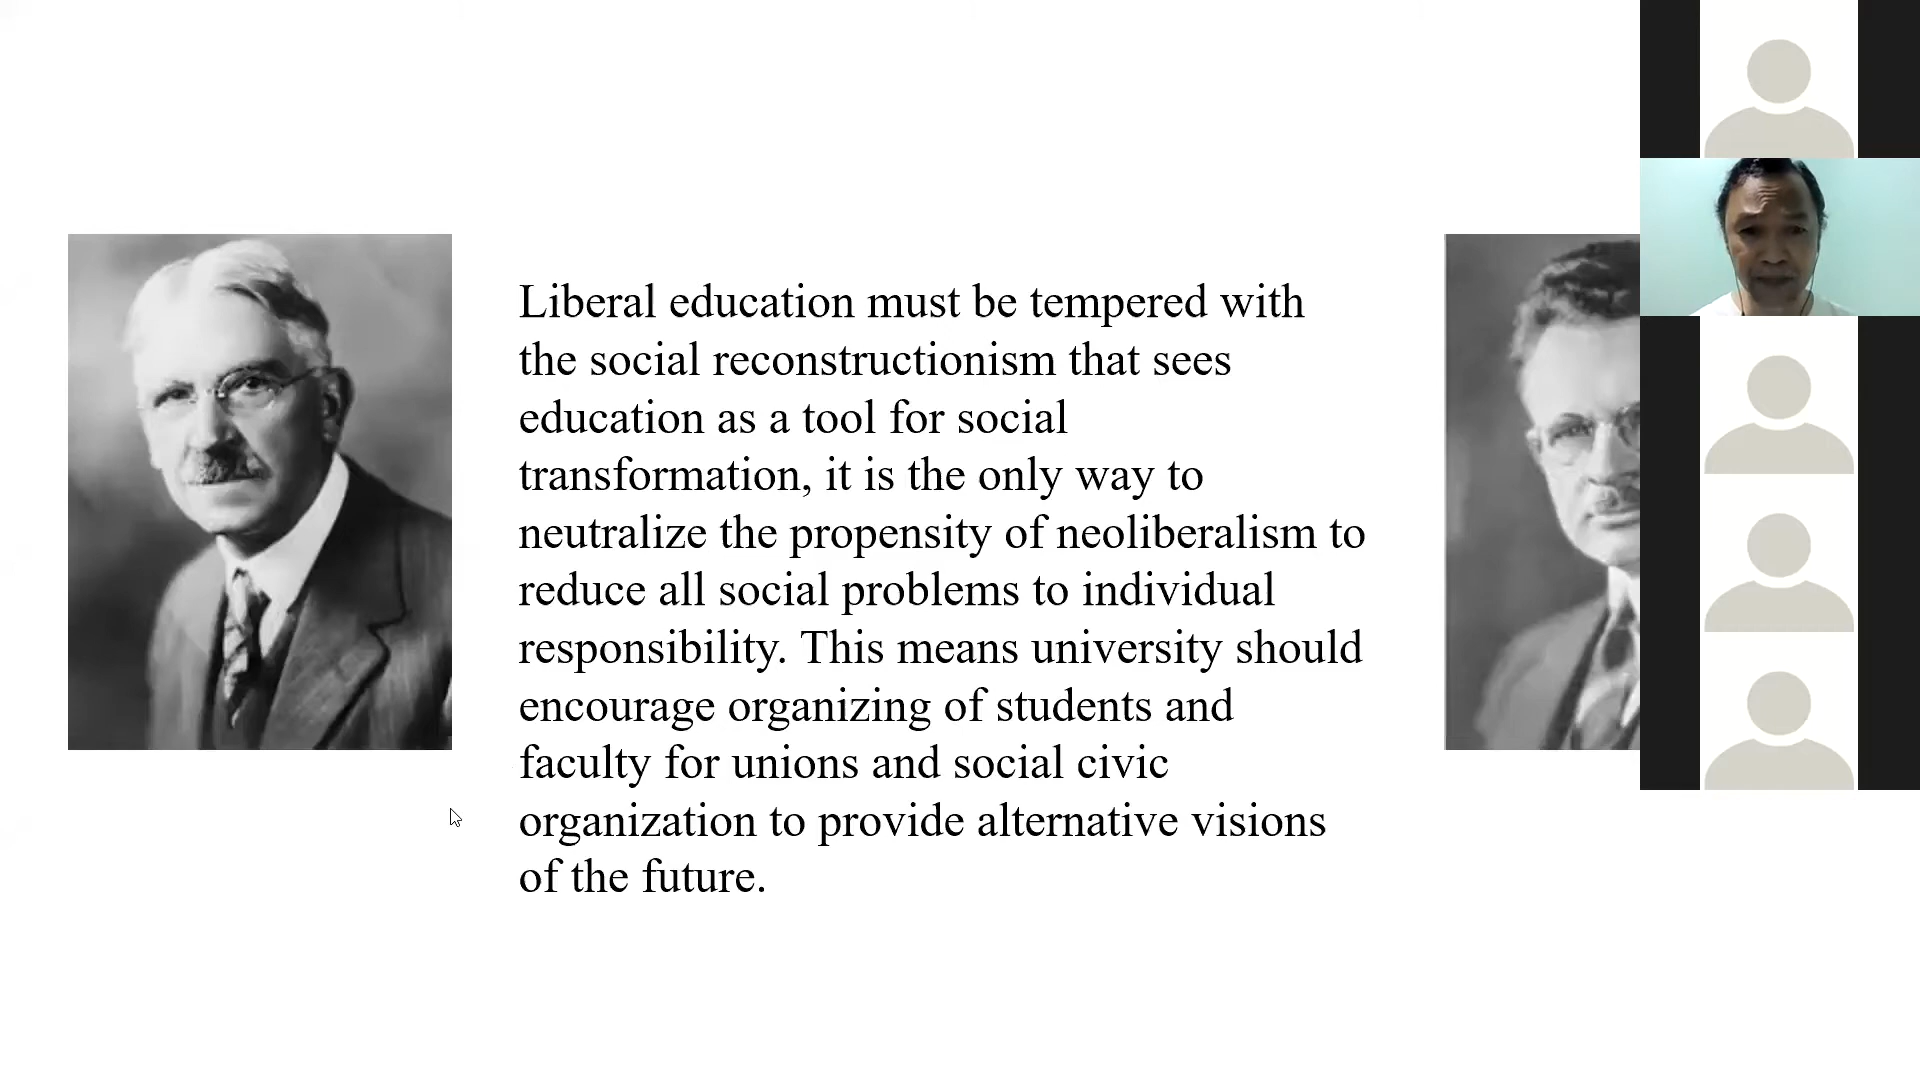 Liberal education must be tempered with
the social reconstructionism that sees
education as a tool for social
transformation, it is the only way to
neutralize the propensity of neoliberalism to
reduce all social problems to individual
responsibility. This means university should
encourage organizing of students and
faculty for unions and social civic
organization to provide alternative visions
of the future.